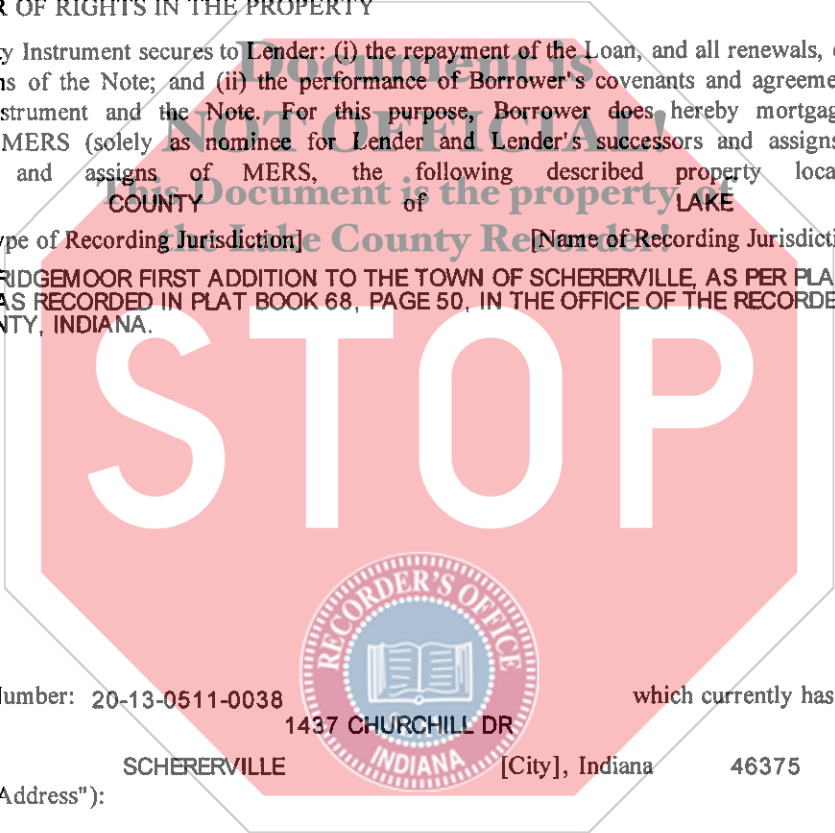 R OF RIGHTS IN THE PROPERTY
y Instrument secures to Lender: (i) the repayment of the Loan, and all renewals,
ns of the Note; and (ii) the performance of Borrower's covenants and agreeme
strument and the Note. For this purpose, Borrower does hereby mortgag
MERS (solely as nominee for Lender and Lender's successors and assigns
and assigns of MERS, the following described property loca
COUNTY of LAKE
ype of Recording Jurisdiction] [Name of Recording Jurisdicti
RIDGEMOOR FIRST ADDITION TO THE TOWN OF SCHERERVILLE, AS PER PLA
AS RECORDED IN PLAT BOOK 68, PAGE 50, IN THE OFFICE OF THE RECORDE
NTY, INDIANA.
Document is
NOT OFFICIAL!
This Document is the property of
the Lake County Recorder!
STOP
RECORDER'S OFFICE
INDIANA
Number: 20-13-0511-0038 which currently has
1437 CHURCHILL DR
SCHERERVILLE [City], Indiana 46375
Address"):